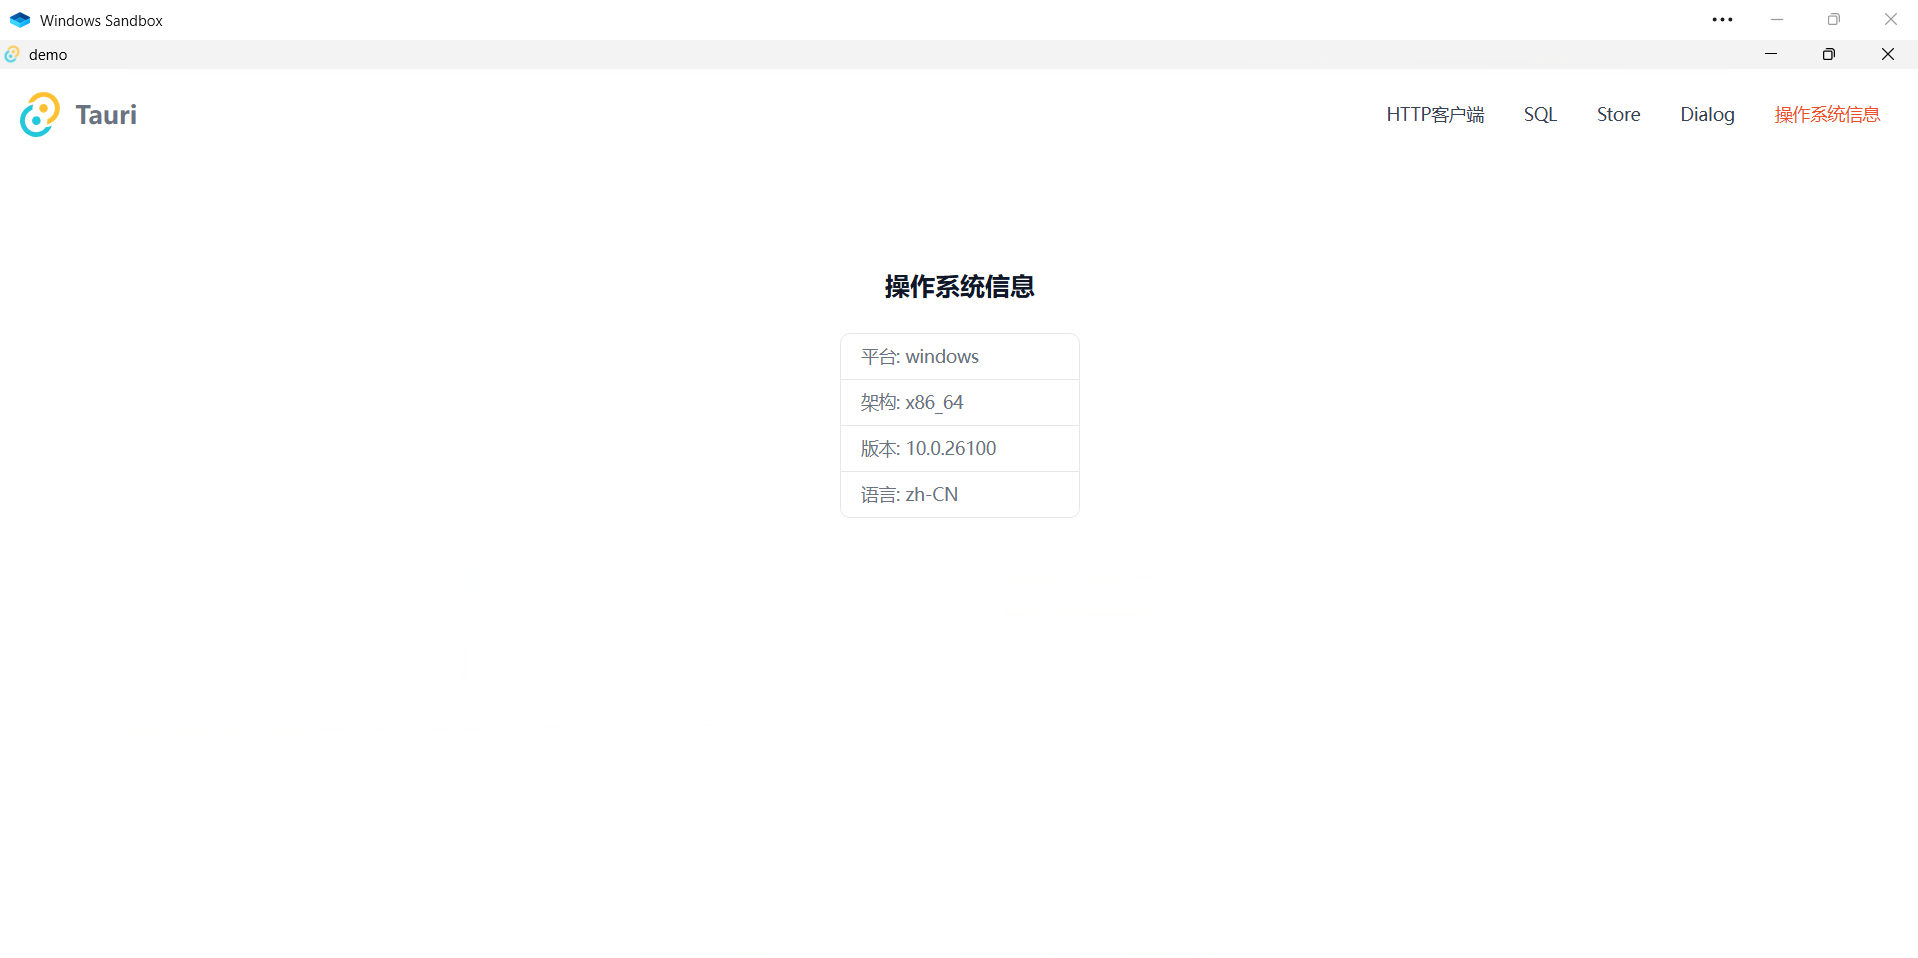 Windows Sandbox
demo
Tauri
HTTP客户端 SQL Store Dialog 操作系统信息
操作系统信息
平台: windows
架构: x86_64
版本: 10.0.26100
语言: zh-CN